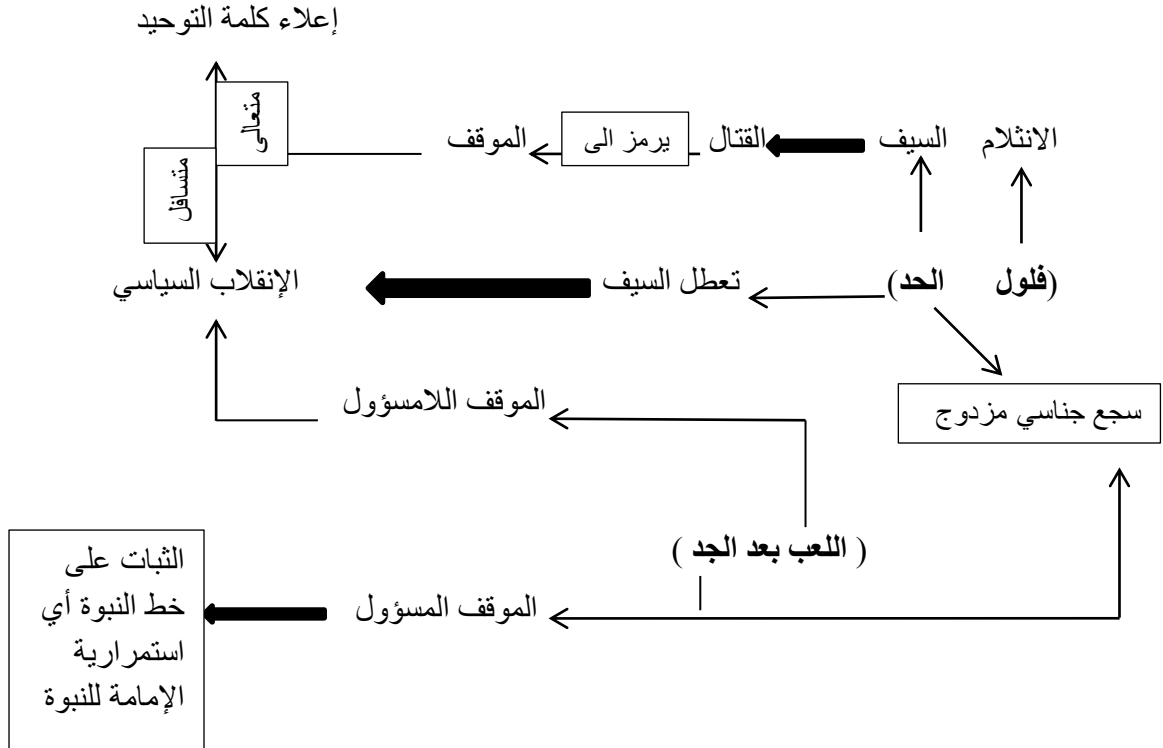 إعلاء كلمة التوحيد
متعالى
متسافل
الانثلام السيف القتال يرمز الى الموقف
(فلول الحد) تعطل السيف الإنقلاب السياسي
الموقف اللامسؤول
سجع جناسي مزدوج
( اللعب بعد الجد )
الموقف المسؤول
الثبات على
خط النبوة أي
استمرارية
الإمامة للنبوة